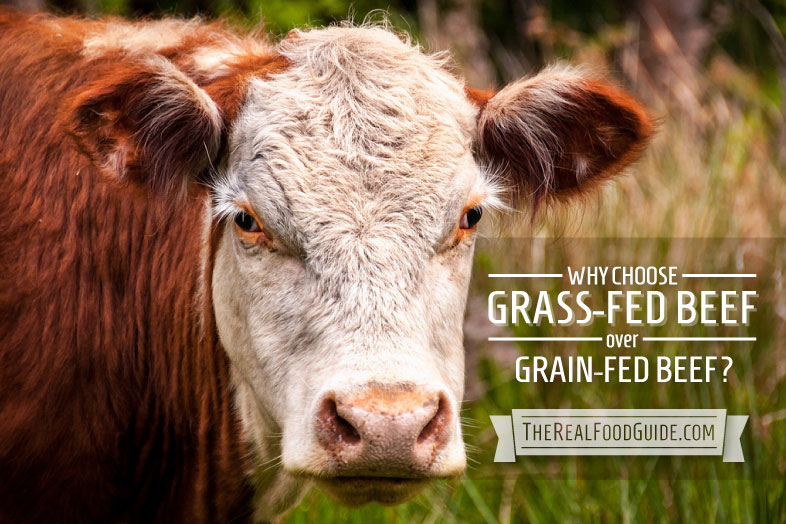 WHY CHOOSE
GRASS-FED BEEF
over
GRAIN-FED BEEF?
THEREALFOODGUIDE.COM